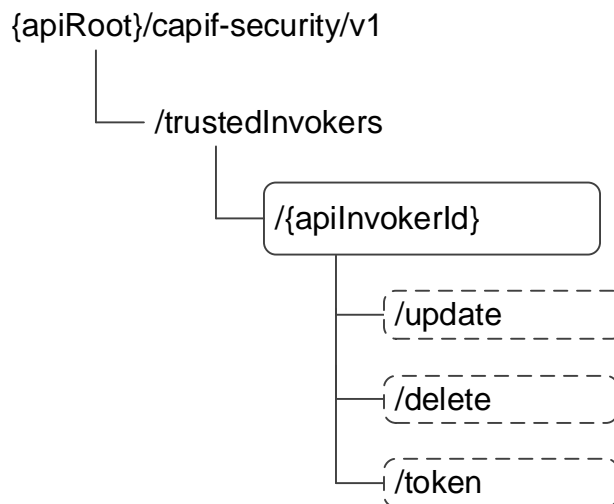 {apiRoot}/capif-security/v1
/trustedInvokers
/{apiInvokerId}
/update
/delete
/token